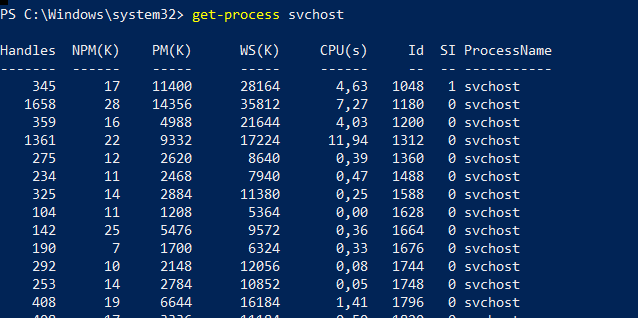 PS C:\Windows\system32> get-process svchost
Handles NPM(K) PM(K) WS(K) CPU(s) Id SI ProcessName
------- ------ ----- ----- ------ -- -- -----------
345 17 11400 28164 4,63 1048 1 svchost
1658 28 14356 35812 7,27 1180 0 svchost
359 16 4988 21644 4,03 1200 0 svchost
1361 22 9332 17224 11,94 1312 0 svchost
275 12 2620 8640 0,39 1360 0 svchost
234 11 2468 7940 0,47 1488 0 svchost
325 14 2884 11380 0,25 1588 0 svchost
104 11 1208 5364 0,00 1628 0 svchost
142 25 5476 9572 0,36 1664 0 svchost
190 7 1700 6324 0,33 1676 0 svchost
292 10 2148 12056 0,08 1744 0 svchost
253 14 2784 10852 0,05 1748 0 svchost
408 19 6644 16184 1,41 1796 0 svchost